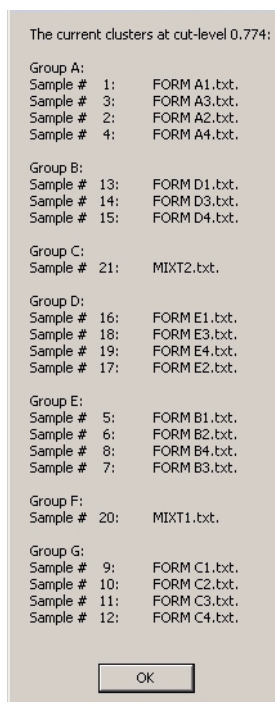 The current clusters at cut-level 0.774:
Group A:
Sample # 1: FORM A1.txt.
Sample # 3: FORM A3.txt.
Sample # 2: FORM A2.txt.
Sample # 4: FORM A4.txt.
Group B:
Sample # 13: FORM D1.txt.
Sample # 14: FORM D3.txt.
Sample # 15: FORM D4.txt.
Group C:
Sample # 21: MIXT2.txt.
Group D:
Sample # 16: FORM E1.txt.
Sample # 18: FORM E3.txt.
Sample # 19: FORM E4.txt.
Sample # 17: FORM E2.txt.
Group E:
Sample # 5: FORM B1.txt.
Sample # 6: FORM B2.txt.
Sample # 8: FORM B4.txt.
Sample # 7: FORM B3.txt.
Group F:
Sample # 20: MIXT1.txt.
Group G:
Sample # 9: FORM C1.txt.
Sample # 10: FORM C2.txt.
Sample # 11: FORM C3.txt.
Sample # 12: FORM C4.txt.
OK